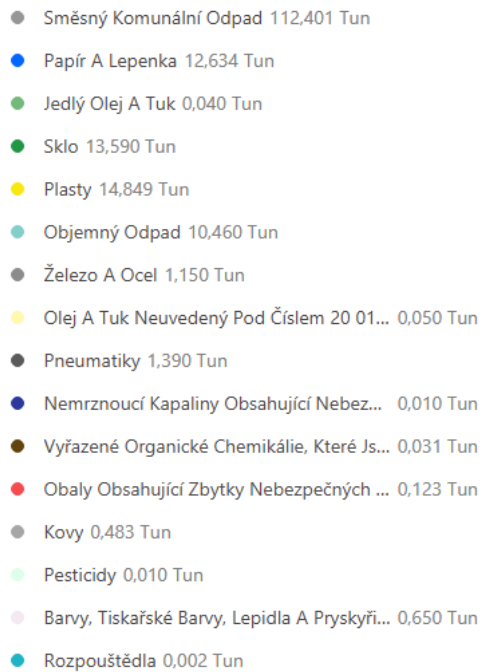 Směsný Komunální Odpad 112,401 Tun
Papír A Lepenka 12,634 Tun
Jedlý Olej A Tuk 0,040 Tun
Sklo 13,590 Tun
Plasty 14,849 Tun
Objemný Odpad 10,460 Tun
Železo A Ocel 1,150 Tun
Olej A Tuk Neuvedený Pod Číslem 20 01... 0,050 Tun
Pneumatiky 1,390 Tun
Nemrznoucí Kapaliny Obsahující Nebez... 0,010 Tun
Vyřazené Organické Chemikálie, Které Js... 0,031 Tun
Obaly Obsahující Zbytky Nebezpečných ... 0,123 Tun
Kovy 0,483 Tun
Pesticidy 0,010 Tun
Barvy, Tiskařské Barvy, Lepidla A Pryskyři... 0,650 Tun
Rozpouštědla 0,002 Tun